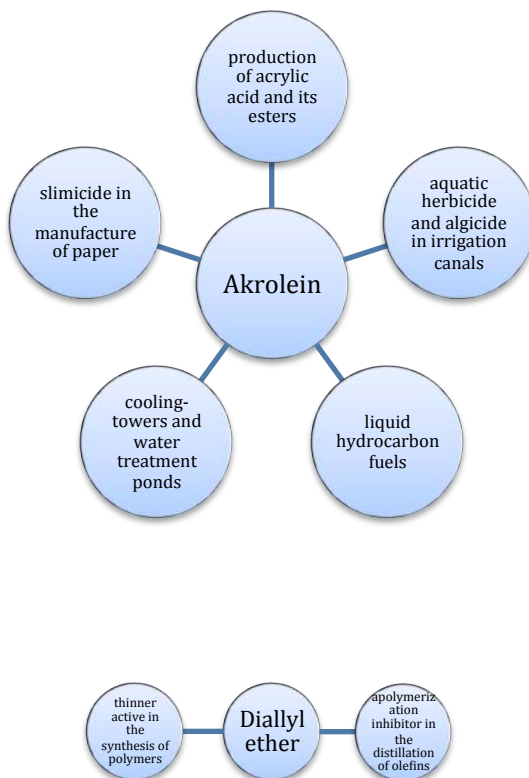 production
of acrylic
acid and its
esters
slimicide in
the
manufacture
of paper
aquatic
herbicide
and algicide
in irrigation
canals
Akrolein
cooling-
towers and
water
treatment
ponds
liquid
hydrocarbon
fuels
thinner
active in
the
synthesis of
polymers
Diallyl
ether
apolymeriz
ation
inhibitor in
the
distillation
of olefins